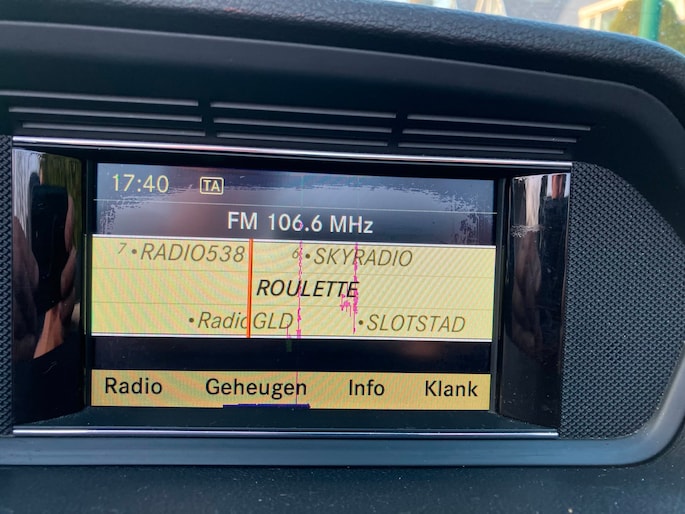 17:40 TA
FM 106.6 MHz
7 • RADIO538 6 • SKYRADIO
ROULETTE
• RadioGLD • SLOTSTAD
Radio Geheugen Info Klank